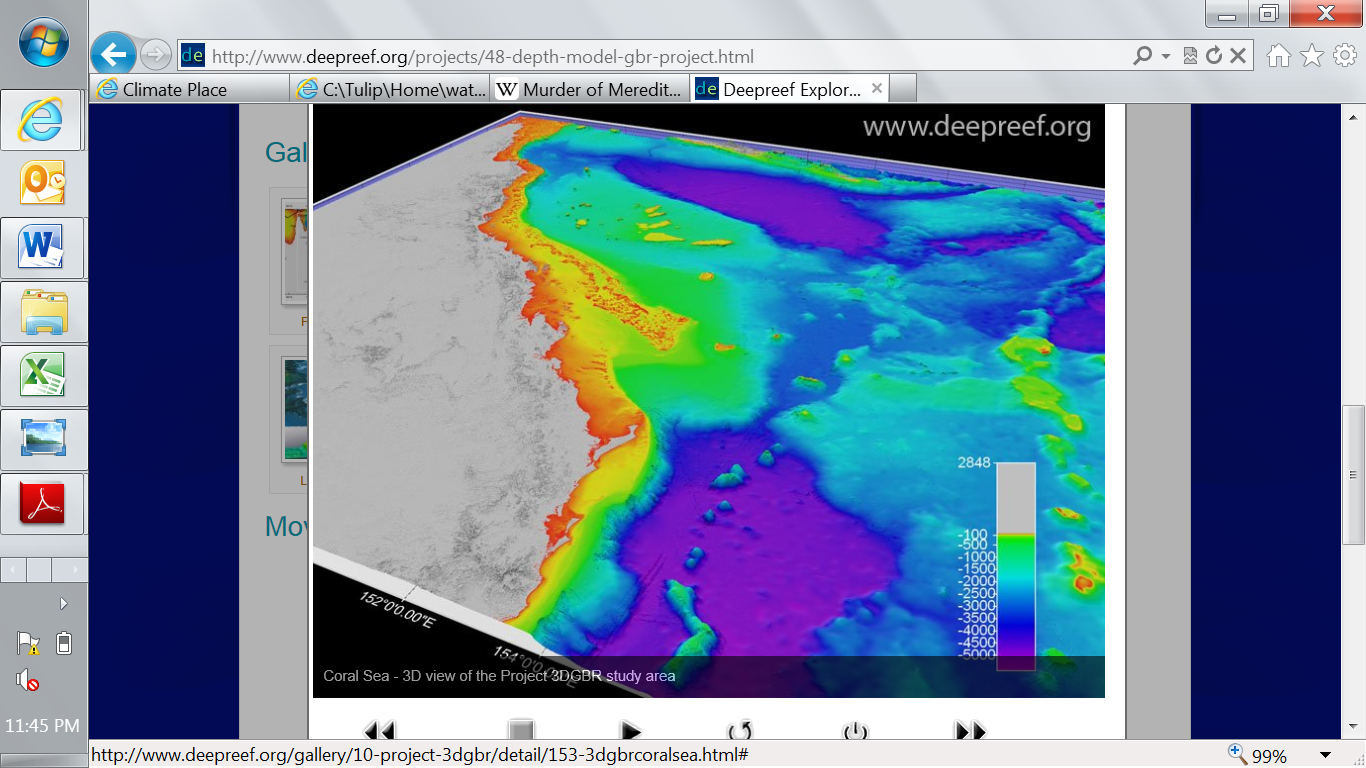 http://www.deepreef.org/projects/48-depth-model-gbr-project.html
de
Climate Place
C:\Tulip\Home\wat...
W Murder of Meredit...
de Deepreef Explor...
Gal
www.deepreef.org
F
L
Mov
2848
-100
-500
-1000
-1500
-2000
-2500
-3000
-3500
-4000
-4500
-5000
152°0'0.00"E
154°0'0.00"E
Coral Sea - 3D view of the Project 3DGBR study area
11:45 PM
http://www.deepreef.org/gallery/10-project-3dgbr/detail/153-3dgbrcoralsea.html#
99%